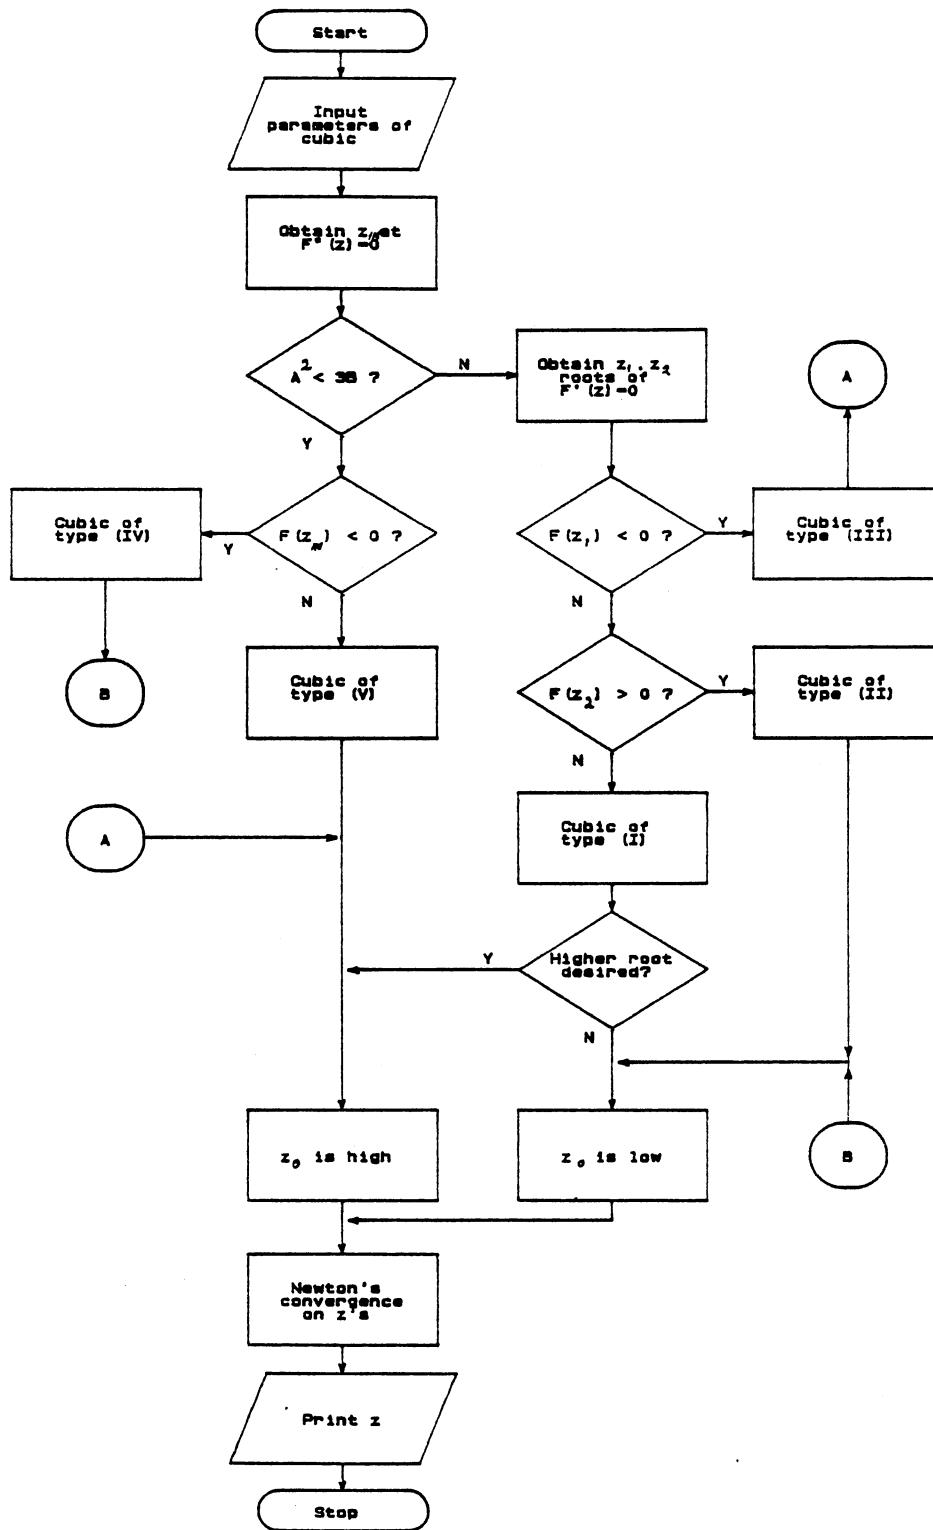 Start
Input
parameters of
cubic
Obtain z at
F"(z)=0
A² < 3B ?
N
Obtain z₁, z₂
roots of
F'(z)=0
A
Y
Cubic of
type (IV)
Y
F(zₘ) < 0 ?
F(z₁) < 0 ?
Y
Cubic of
type (III)
N
N
B
Cubic of
type (V)
F(z₂) > 0 ?
Y
Cubic of
type (II)
N
A
Cubic of
type (I)
Y
Higher root
desired?
N
z₀ is high
z₀ is low
B
Newton's
convergence
on z's
Print z
Stop